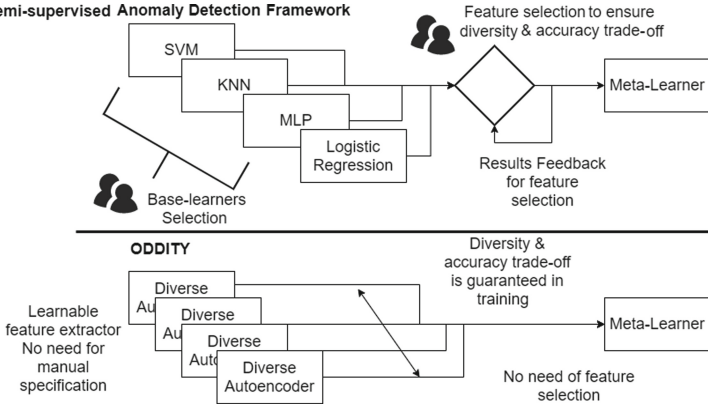 emi-supervised Anomaly Detection Framework
Feature selection to ensure
diversity & accuracy trade-off
SVM
KNN
MLP
Logistic
Regression
Meta-Learner
Results Feedback
for feature
selection
Base-learners
Selection
ODDITY
Diversity &
accuracy trade-off
is guaranteed in
training
Learnable
feature extractor
No need for
manual
specification
Diverse
Au
Diverse
Au
Diverse
Auto
Diverse
Autoencoder
Meta-Learner
No need of feature
selection